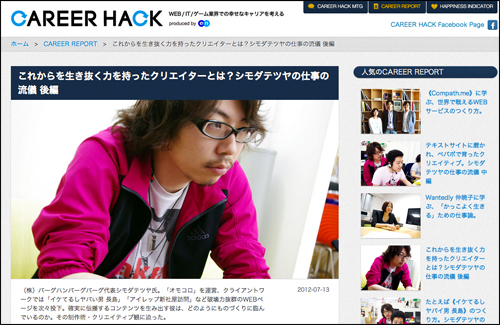 CAREER HACK
WEB / IT/ゲーム業界での幸せなキャリアを考える
produced by en
CAREER HACK MTG
CAREER REPORT
HAPPINESS INDICATOR
CAREER HACK Facebook Page
ホーム > CAREER REPORT > これからを生き抜く力を持ったクリエイターとは？シモダテツヤの仕事の流儀 後編
これからを生き抜く力を持ったクリエイターとは？シモダテツヤの仕事の
流儀 後編
adidas
（株）バーグハンバーグバーグ代表シモダテツヤ氏。「オモコロ」を運営、クライアントワ
2012-07-13
ークでは「イケてるしヤバい男 長島」「アイレップ新社屋訪問」など破壊力抜群のWEBペ
ージを次々投下。確実に伝播するコンテンツを生み出す彼は、どのようにものづくりに臨ん
でいるのか。その制作術・クリエイティブ観に迫った。
人気のCAREER REPORT
《Compath.me》に学
ぶ、世界で戦えるWEB
サービスのつくり方。
テキストサイトに磨か
れ、ペパボで育ったクリ
エイティブ。シモダテ
ツヤの仕事の流儀 中
編
Wantedly 仲暁子に学
ぶ、「かっこよく生き
る」ための仕事論。
これからを生き抜く力
を持ったクリエイター
とは？シモダテツヤの
仕事の流儀 後編
たとえば《イケてるし
ヤバい男 長島》のつく
り方。シモダテツヤの